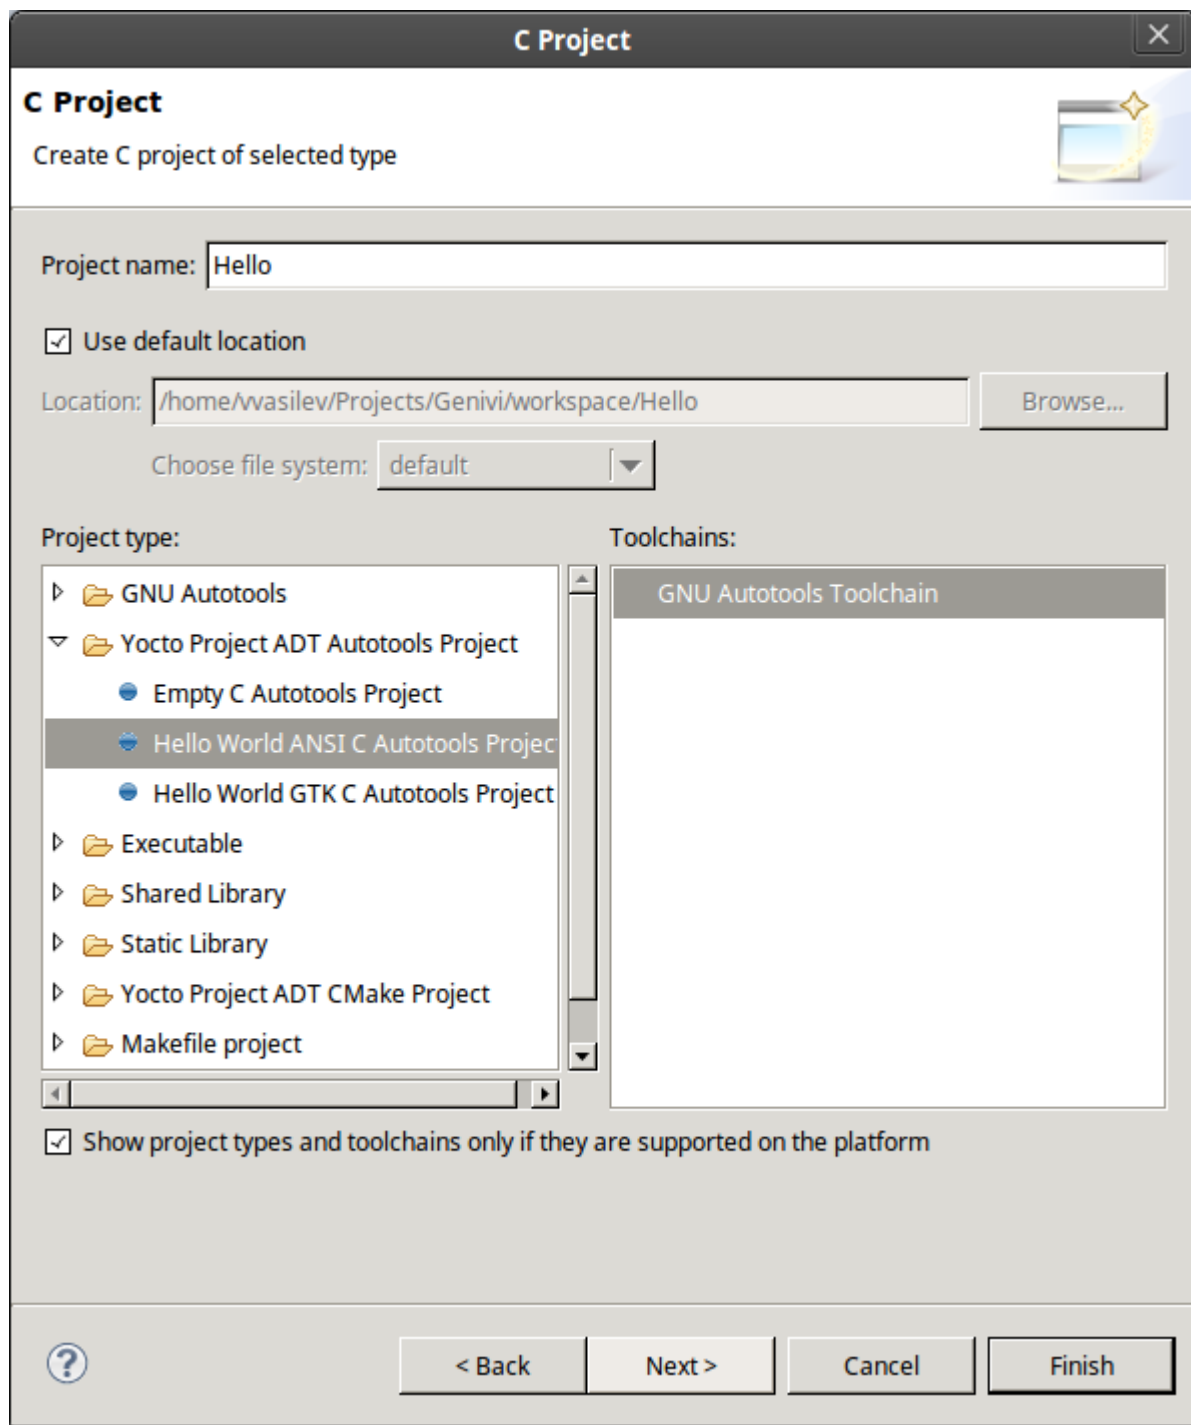 C Project
C Project
Create C project of selected type
Project name: Hello
Use default location
Location: /home/vvasilev/Projects/Genivi/workspace/Hello Browse...
Choose file system: default
Project type: Toolchains:
GNU Autotools GNU Autotools Toolchain
Yocto Project ADT Autotools Project
Empty C Autotools Project
Hello World ANSI C Autotools Projec
Hello World GTK C Autotools Project
Executable
Shared Library
Static Library
Yocto Project ADT CMake Project
Makefile project
Show project types and toolchains only if they are supported on the platform
? < Back Next > Cancel Finish